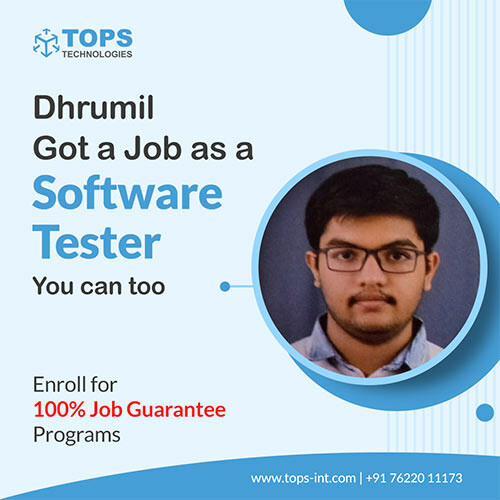 TOPS
TECHNOLOGIES
Dhrumil
Got a Job as a
Software
Tester
You can too
Enroll for
100% Job Guarantee
Programs
www.tops-int.com | +91 76220 11173